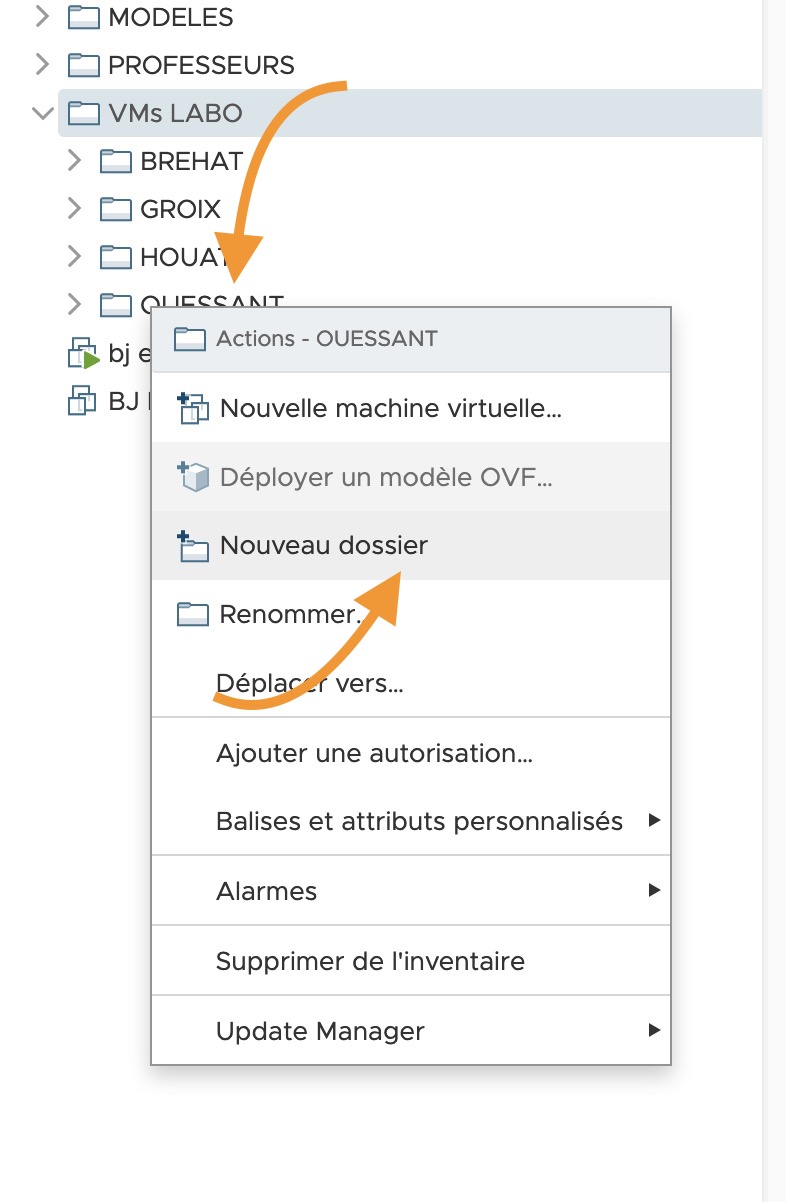 MODELES
PROFESSEURS
VMs LABO
BREHAT
GROIX
HOUAT
OUESSANT
bj e
BJ
Actions - OUESSANT
Nouvelle machine virtuelle...
Déployer un modèle OVF...
Nouveau dossier
Renommer...
Déplacer vers...
Ajouter une autorisation...
Balises et attributs personnalisés
Alarmes
Supprimer de l'inventaire
Update Manager